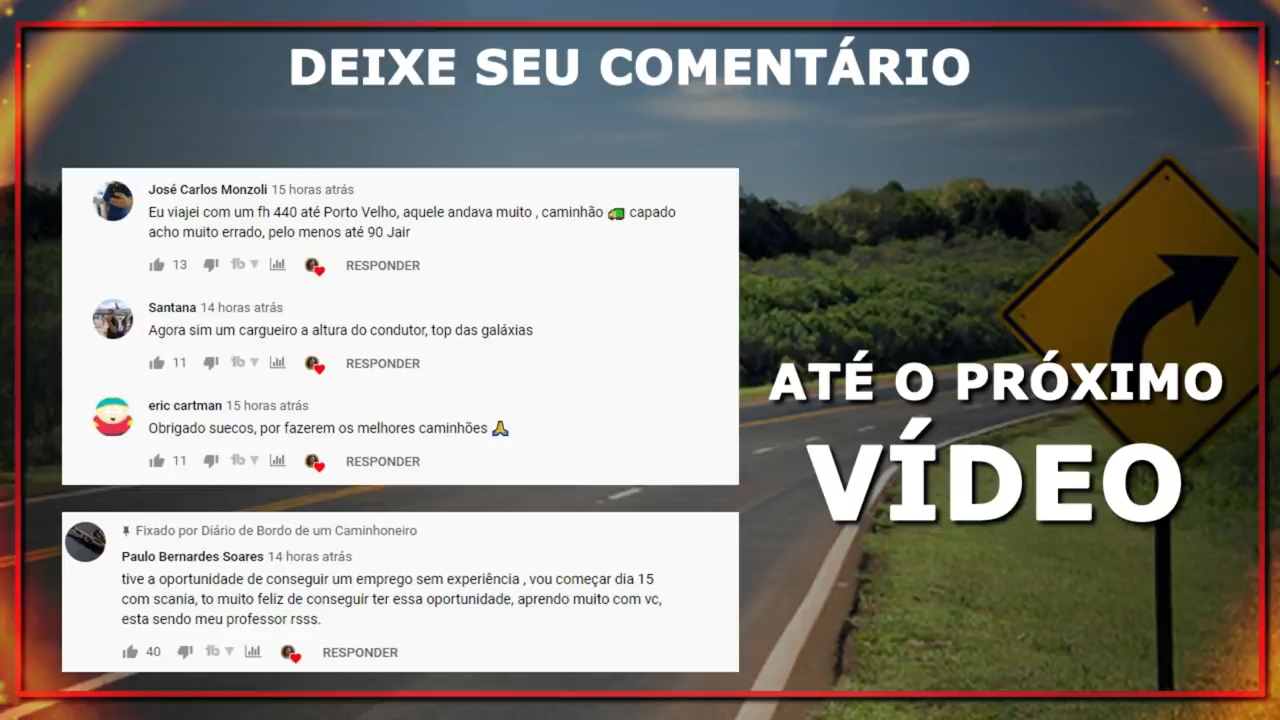 DEIXE SEU COMENTÁRIO
José Carlos Monzoli 15 horas atrás
Eu viajei com um fh 440 até Porto Velho, aquele andava muito , caminhão 🚛 capado
acho muito errado, pelo menos até 90 Jair
13 RESPONDER
Santana 14 horas atrás
Agora sim um cargueiro a altura do condutor, top das galáxias
11 RESPONDER
eric cartman 15 horas atrás
Obrigado suecos, por fazerem os melhores caminhões 🙏
11 RESPONDER
Fixado por Diário de Bordo de um Caminhoneiro
Paulo Bernardes Soares 14 horas atrás
tive a oportunidade de conseguir um emprego sem experiência , vou começar dia 15
com scania, to muito feliz de conseguir ter essa oportunidade, aprendo muito com vc,
esta sendo meu professor rsss.
40 RESPONDER
ATÉ O PRÓXIMO
VÍDEO